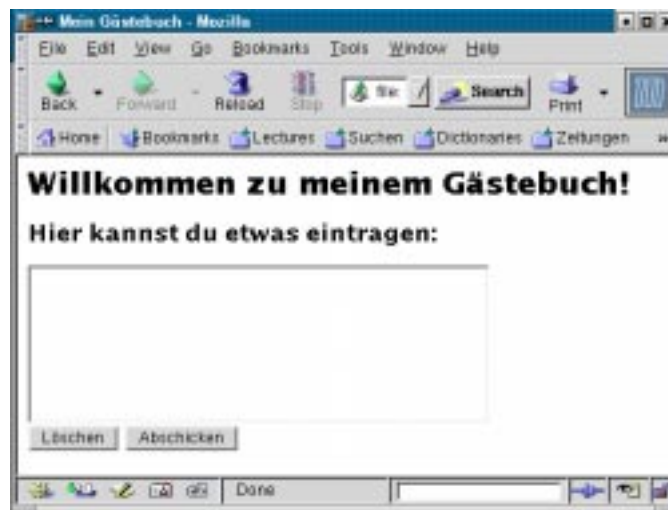 Mein Gästebuch - Mozilla
File Edit View Go Bookmarks Tools Window Help
Back Forward Reload Stop Search Print
Home Bookmarks Lectures Suchen Dictionaries Zeitungen
Willkommen zu meinem Gästebuch!
Hier kannst du etwas eintragen:
Löschen Abschicken
Done